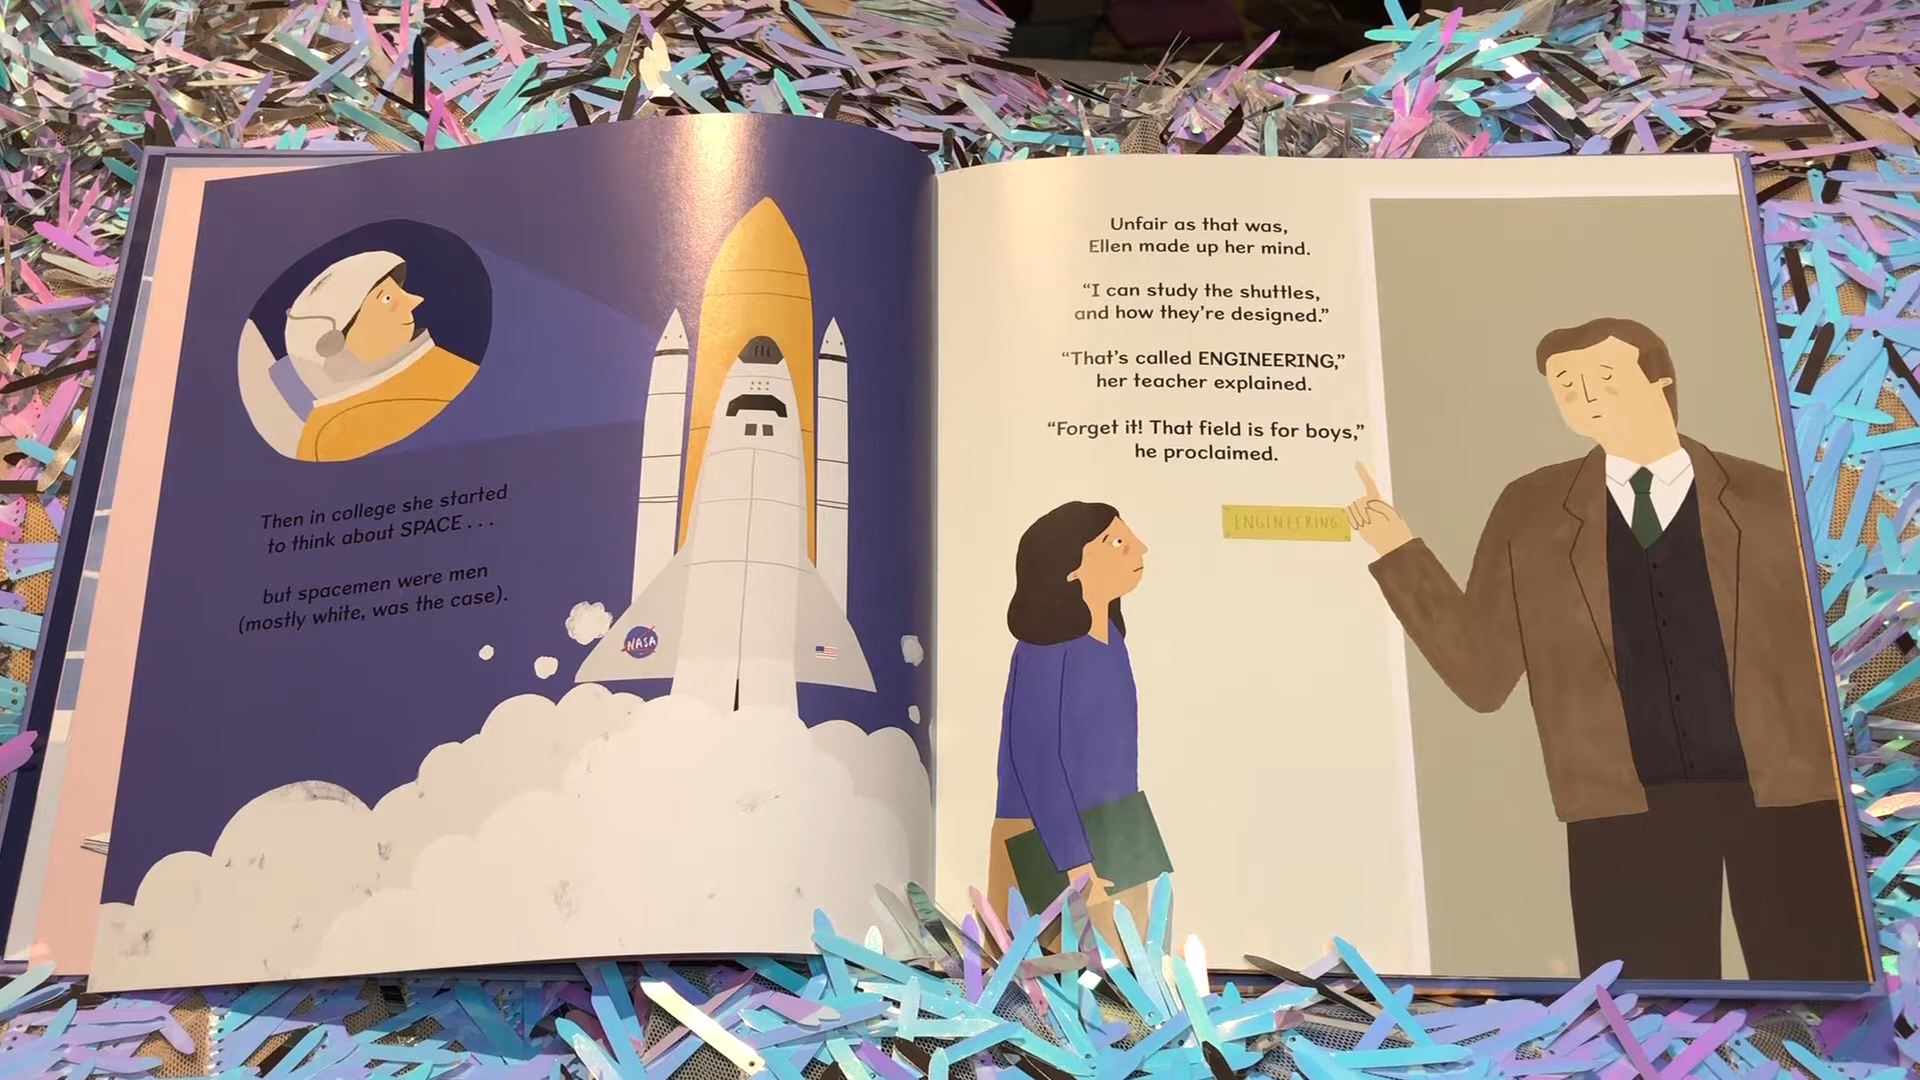 Then in college she started
to think about SPACE . . .
but spacemen were men
(mostly white, was the case).
NASA
Unfair as that was,
Ellen made up her mind.
“I can study the shuttles,
and how they’re designed.”
“That’s called ENGINEERING,”
her teacher explained.
“Forget it! That field is for boys,”
he proclaimed.
ENGINEERING